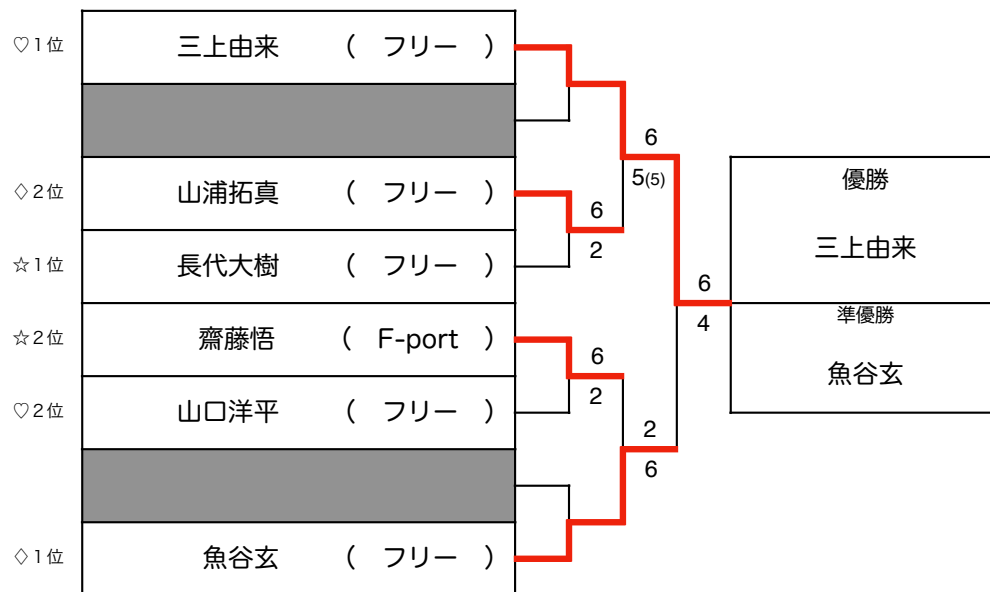 ♡1位 三上由来 ( フリー )
◇2位 山浦拓真 ( フリー )
☆1位 長代大樹 ( フリー )
☆2位 齋藤悟 ( F-port )
♡2位 山口洋平 ( フリー )
◇1位 魚谷玄 ( フリー )
6
2
6
2
6
5(5)
2
6
6
4
優勝
三上由来
準優勝
魚谷玄